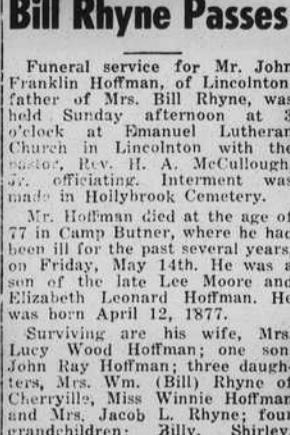 Bill Rhyne Passes
Funeral service for Mr. John
Franklin Hoffman, of Lincolnton
father of Mrs. Bill Rhyne, was
held Sunday afternoon at 3
o'clock at Emanuel Lutheran
Church in Lincolnton with the
pastor, Rev. H. A. McCullough
Jr. officiating. Interment was
made in Hollybrook Cemetery.
Mr. Hoffman died at the age of
77 in Camp Butner, where he had
been ill for the past several years,
on Friday, May 14th. He was a
son of the late Lee Moore and
Elizabeth Leonard Hoffman. He
was born April 12, 1877.
Surviving are his wife, Mrs.
Lucy Wood Hoffman; one son
John Ray Hoffman; three daugh-
ters, Mrs. Wm. (Bill) Rhyne of
Cherryville, Miss Winnie Hoffman
and Mrs. Jacob L. Rhyne; four
grandchildren: Billy, Shirley